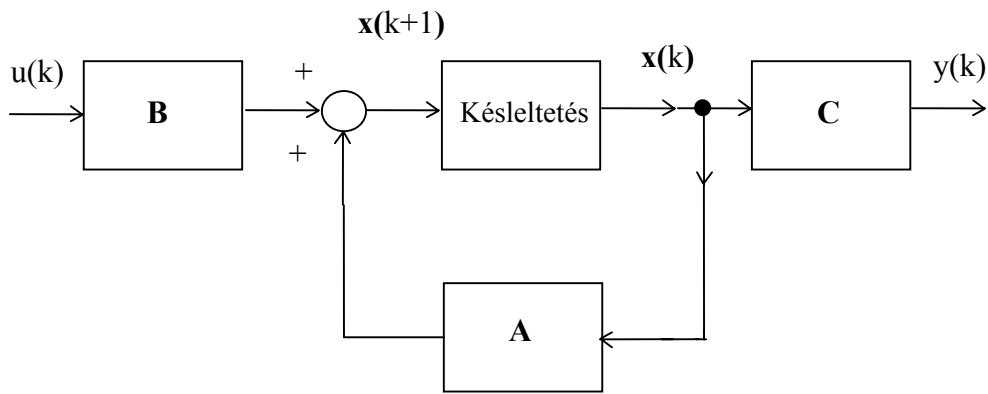 x(k+1)
u(k)
B
+
+
Késleltetés
x(k)
C
y(k)
A